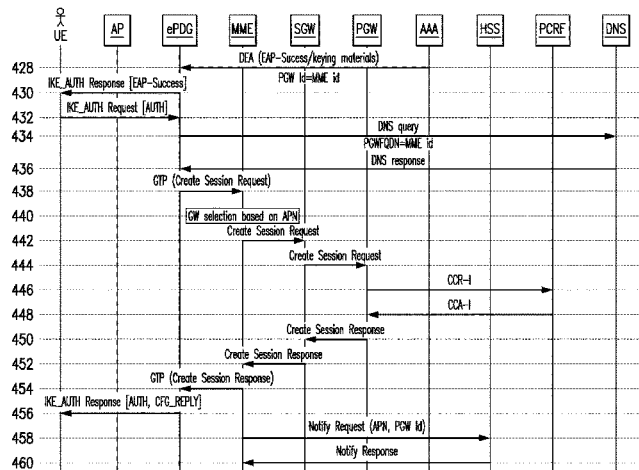 UE AP ePDG MME SGW PGW AAA HSS PCRF DNS
428 DEA (EAP-Sucess/keying materials)
PGW Id=MME id
IKE_AUTH Response [EAP-Success]
430
IKE_AUTH Request [AUTH]
432
DNS query
434
PGWFQDN=MME id
DNS response
436
GTP (Create Session Request)
438
440 GW selection based on APN
Create Session Request
442
Create Session Request
444
CCR-I
446
CCA-I
448
Create Session Response
450
Create Session Response
452
GTP (Create Session Response)
454
IKE_AUTH Response [AUTH, CFG_REPLY]
456
Notify Request (APN, PGW id)
458
Notify Response
460